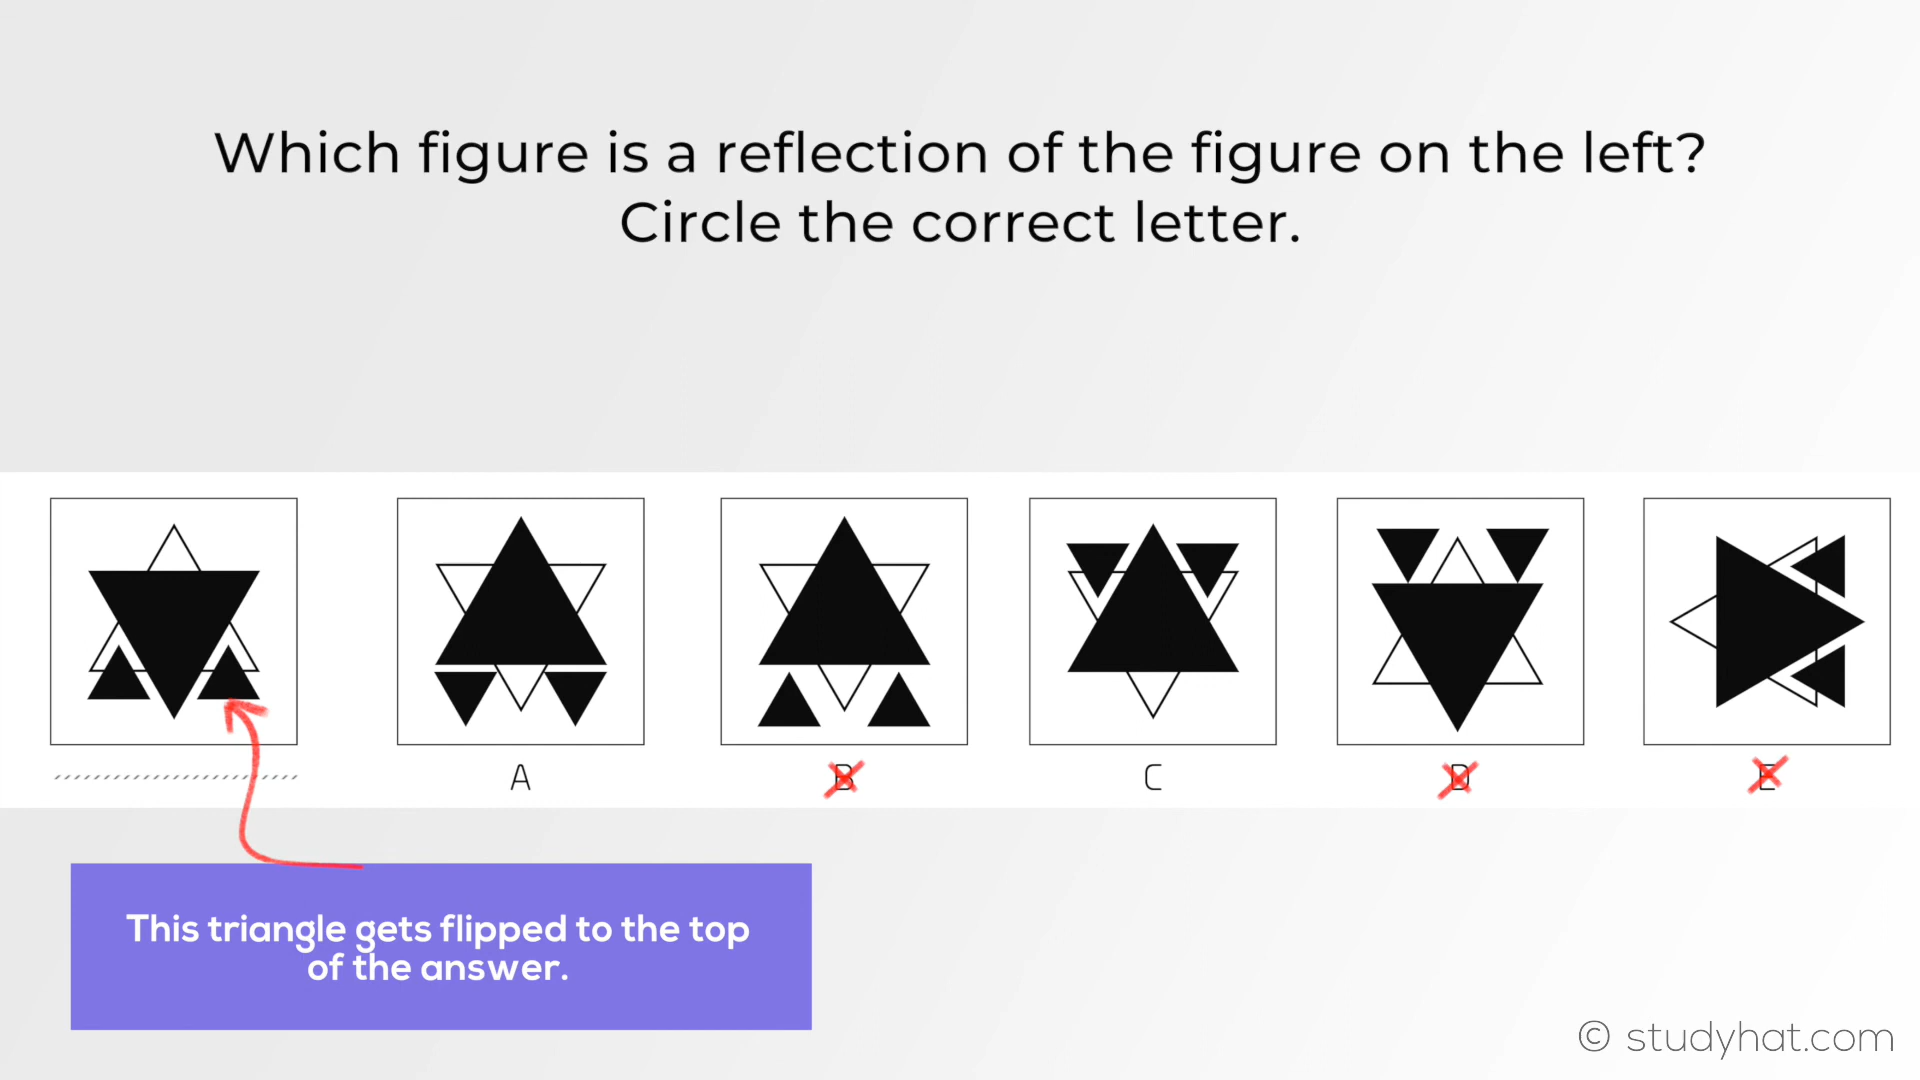 Which figure is a reflection of the figure on the left?
Circle the correct letter.
A
B
C
D
E
This triangle gets flipped to the top
of the answer.
© studyhat.com